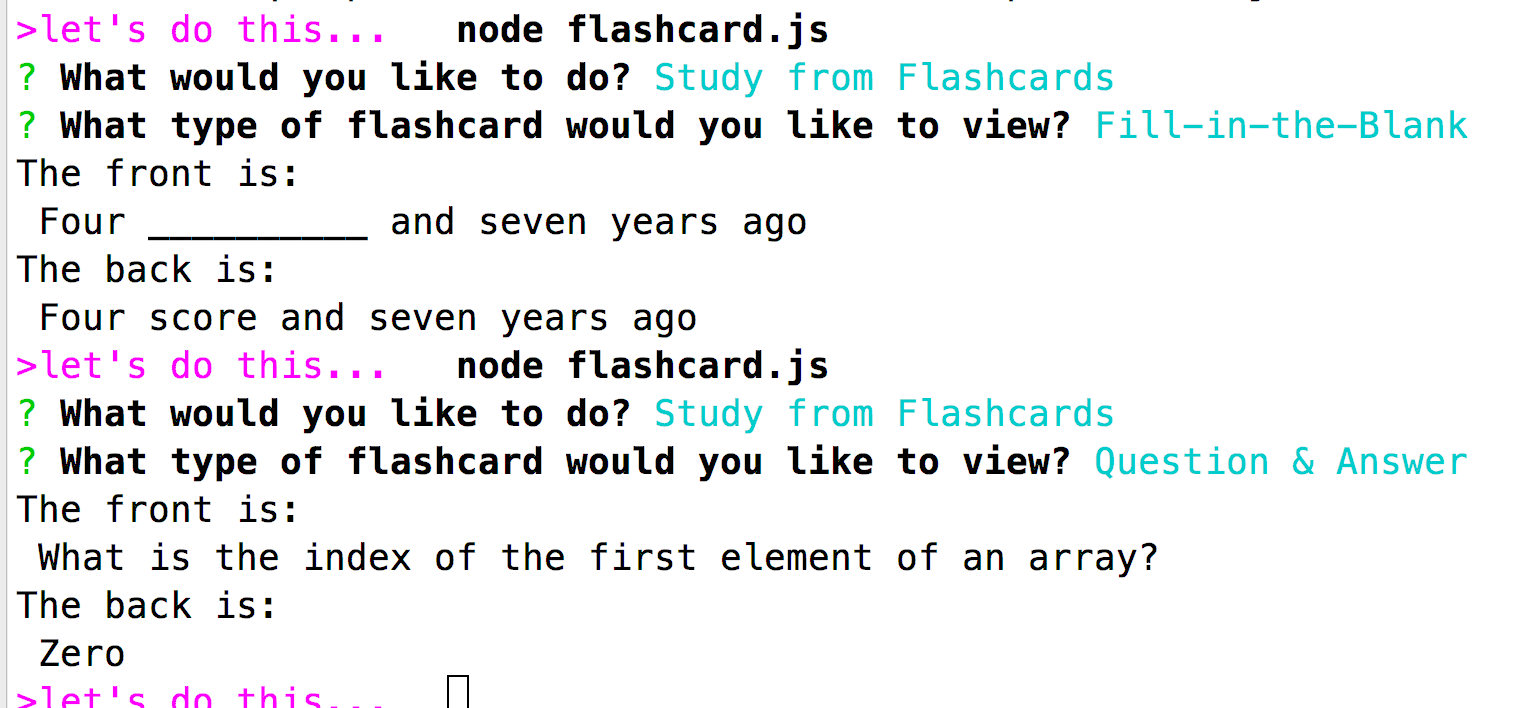 >let's do this...   node flashcard.js
? What would you like to do? Study from Flashcards
? What type of flashcard would you like to view? Fill-in-the-Blank
The front is:
 Four __________ and seven years ago
The back is:
 Four score and seven years ago
>let's do this...   node flashcard.js
? What would you like to do? Study from Flashcards
? What type of flashcard would you like to view? Question & Answer
The front is:
 What is the index of the first element of an array?
The back is:
 Zero
>let's do this...